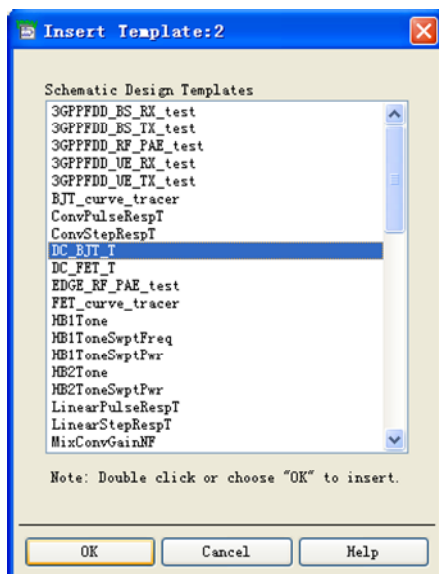 Insert Template:2
Schematic Design Templates
3GPPFDD_BS_RX_test
3GPPFDD_BS_TX_test
3GPPFDD_RF_PAE_test
3GPPFDD_UE_RX_test
3GPPFDD_UE_TX_test
BJT_curve_tracer
ConvPulseRespT
ConvStepRespT
DC_BJT_T
DC_FET_T
EDGE_RF_PAE_test
FET_curve_tracer
HB1Tone
HB1ToneSwptFreq
HB1ToneSwptPwr
HB2Tone
HB2ToneSwptPwr
LinearPulseRespT
LinearStepRespT
MixConvGainNF
Note: Double click or choose "OK" to insert.
OK Cancel Help